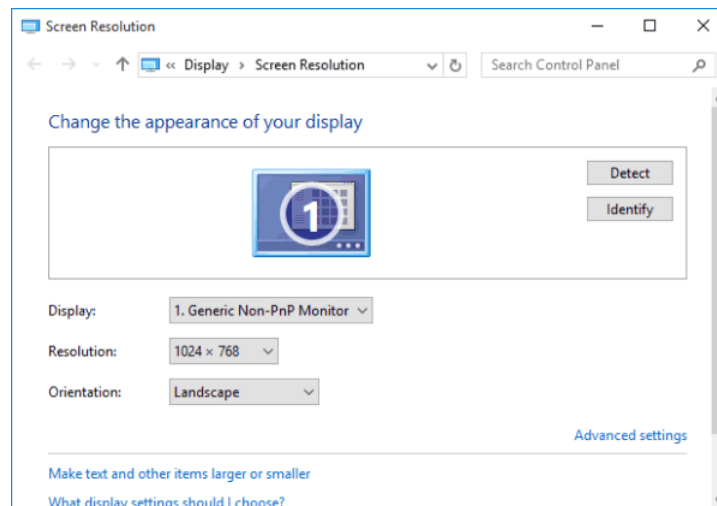 Screen Resolution
« Display > Screen Resolution
Search Control Panel
Change the appearance of your display
1
Detect
Identify
Display: 1. Generic Non-PnP Monitor
Resolution: 1024 × 768
Orientation: Landscape
Advanced settings
Make text and other items larger or smaller
What display settings should I choose?